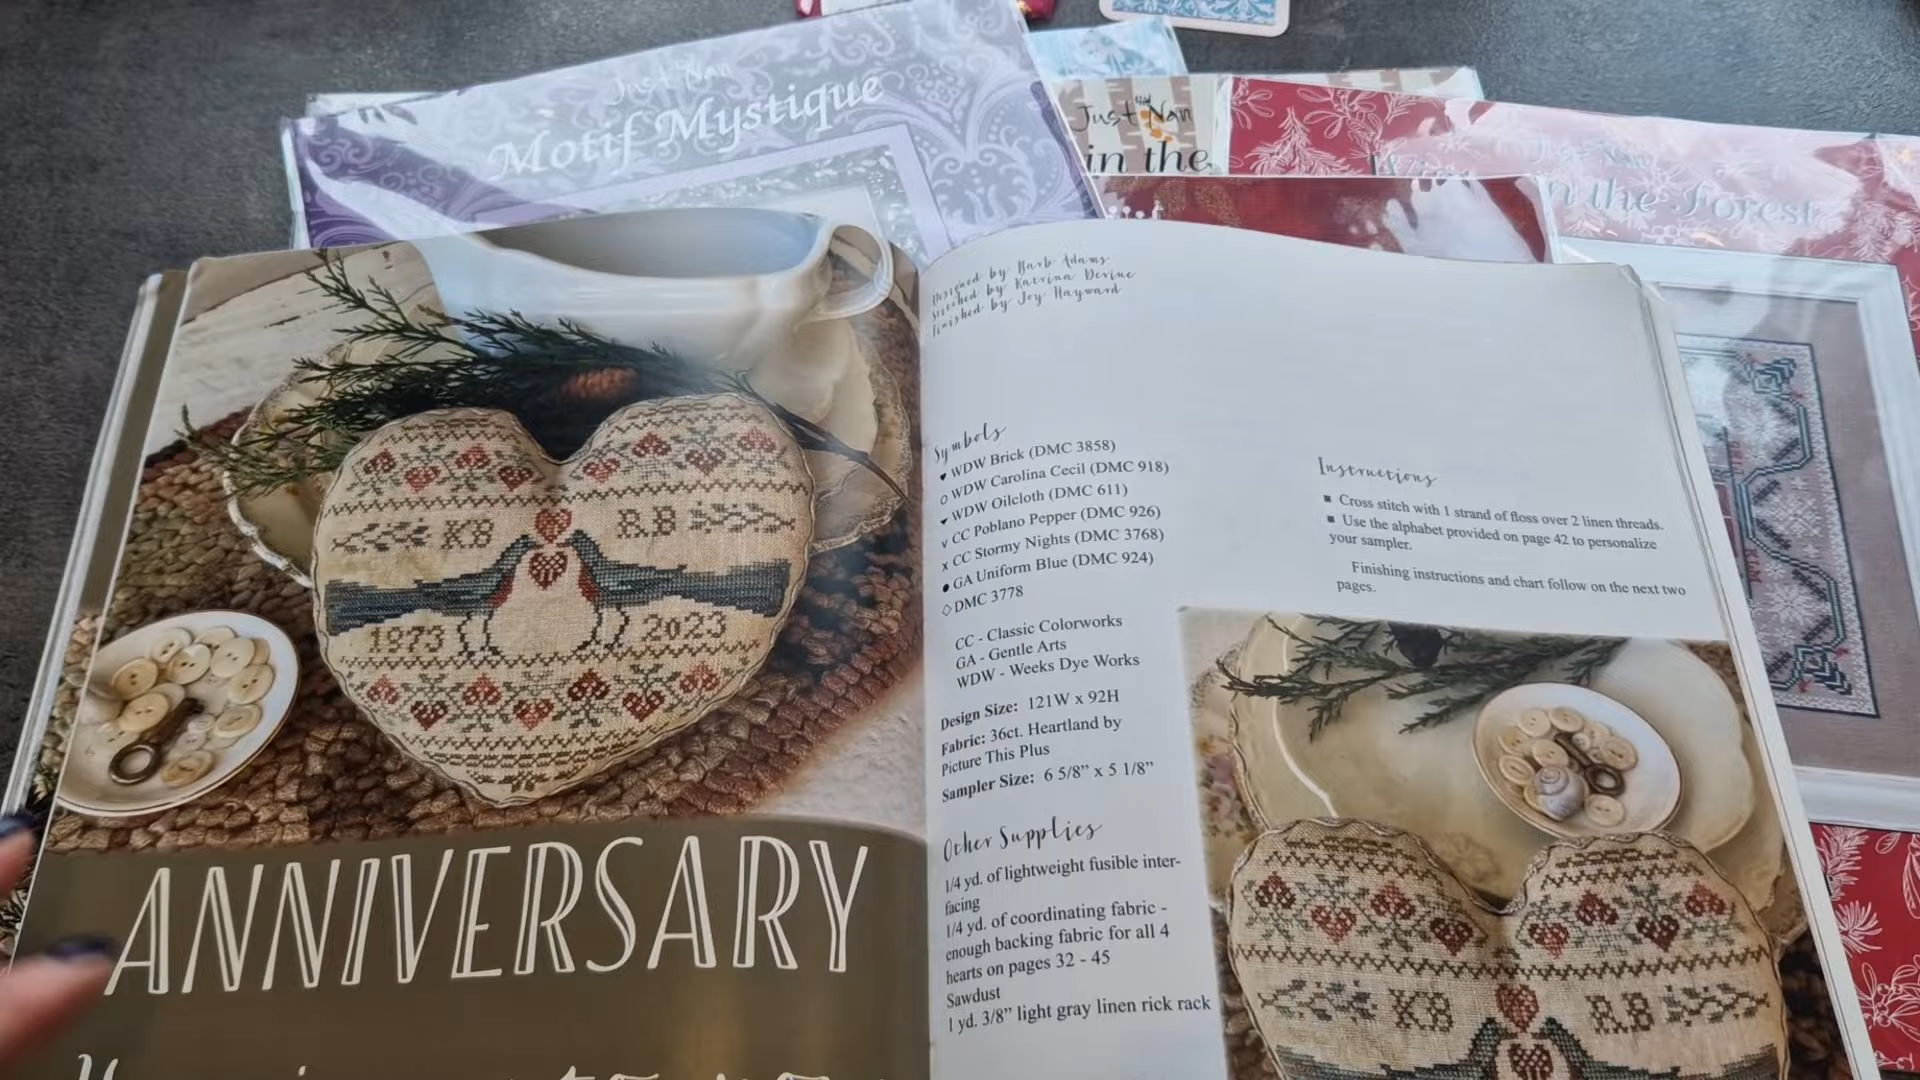 Just Nan
Motif Mystique
Just Nan
in the
Just Nan
in the Forest
KB
BB
1973
2023
ANNIVERSARY
Designed by Barb Adams
Stitched by Katrina Devine
Finished by Joy Hayward
Symbols
♥ WDW Brick (DMC 3858)
○ WDW Carolina Cecil (DMC 918)
▾ WDW Oilcloth (DMC 611)
v CC Poblano Pepper (DMC 926)
x CC Stormy Nights (DMC 3768)
● GA Uniform Blue (DMC 924)
◇ DMC 3778
CC - Classic Colorworks
GA - Gentle Arts
WDW - Weeks Dye Works
Design Size: 121W x 92H
Fabric: 36ct. Heartland by
Picture This Plus
Sampler Size: 6 5/8" x 5 1/8"
Other Supplies
1/4 yd. of lightweight fusible inter-
facing
1/4 yd. of coordinating fabric -
enough backing fabric for all 4
hearts on pages 32 - 45
Sawdust
1 yd. 3/8" light gray linen rick rack
Instructions
■ Cross stitch with 1 strand of floss over 2 linen threads.
■ Use the alphabet provided on page 42 to personalize
your sampler.
Finishing instructions and chart follow on the next two
pages.
KB
BB